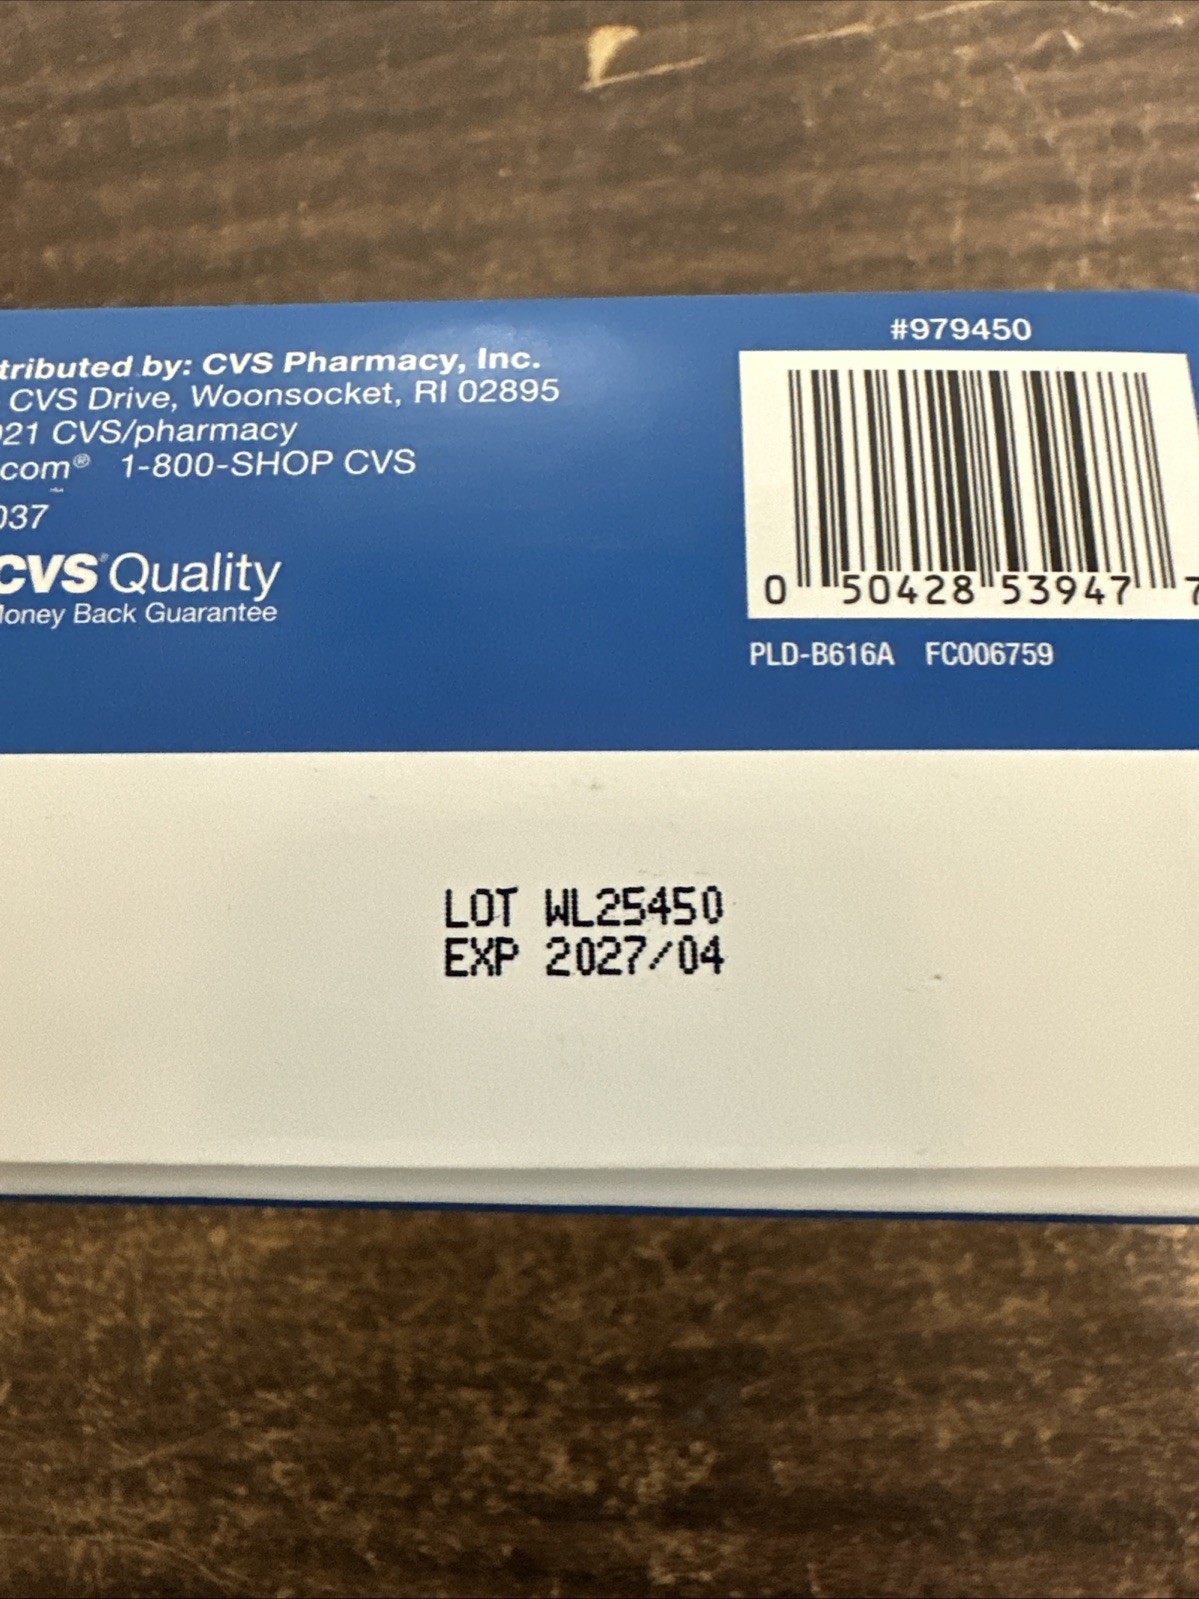 tributed by: CVS Pharmacy, Inc.
CVS Drive, Woonsocket, RI 02895
021 CVS/pharmacy
.com® 1-800-SHOP CVS
037
CVS® Quality
Money Back Guarantee
#979450
0 50428 53947 7
PLD-B616A FC006759
LOT WL25450
EXP 2027/04